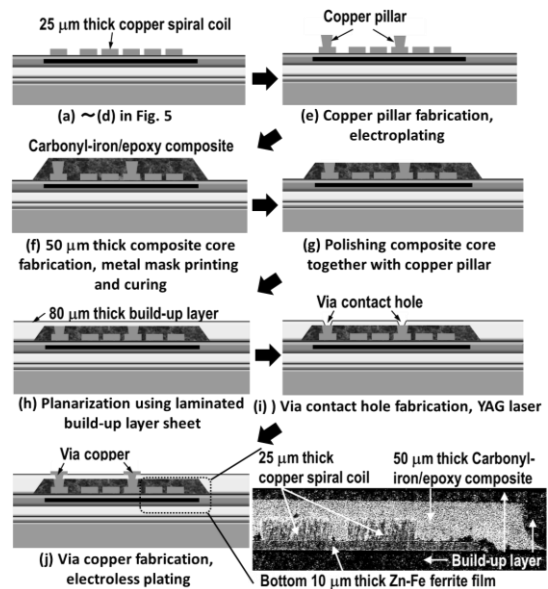 25 μm thick copper spiral coil
(a) ~(d) in Fig. 5
Copper pillar
(e) Copper pillar fabrication,
electroplating
Carbonyl-iron/epoxy composite
(f) 50 μm thick composite core
fabrication, metal mask printing
and curing
(g) Polishing composite core
together with copper pillar
80 μm thick build-up layer
(h) Planarization using laminated
build-up layer sheet
Via contact hole
(i) ) Via contact hole fabrication, YAG laser
Via copper
(j) Via copper fabrication,
electroless plating
25 μm thick
copper spiral coil
50 μm thick Carbonyl-
iron/epoxy composite
Build-up layer
Bottom 10 μm thick Zn-Fe ferrite film